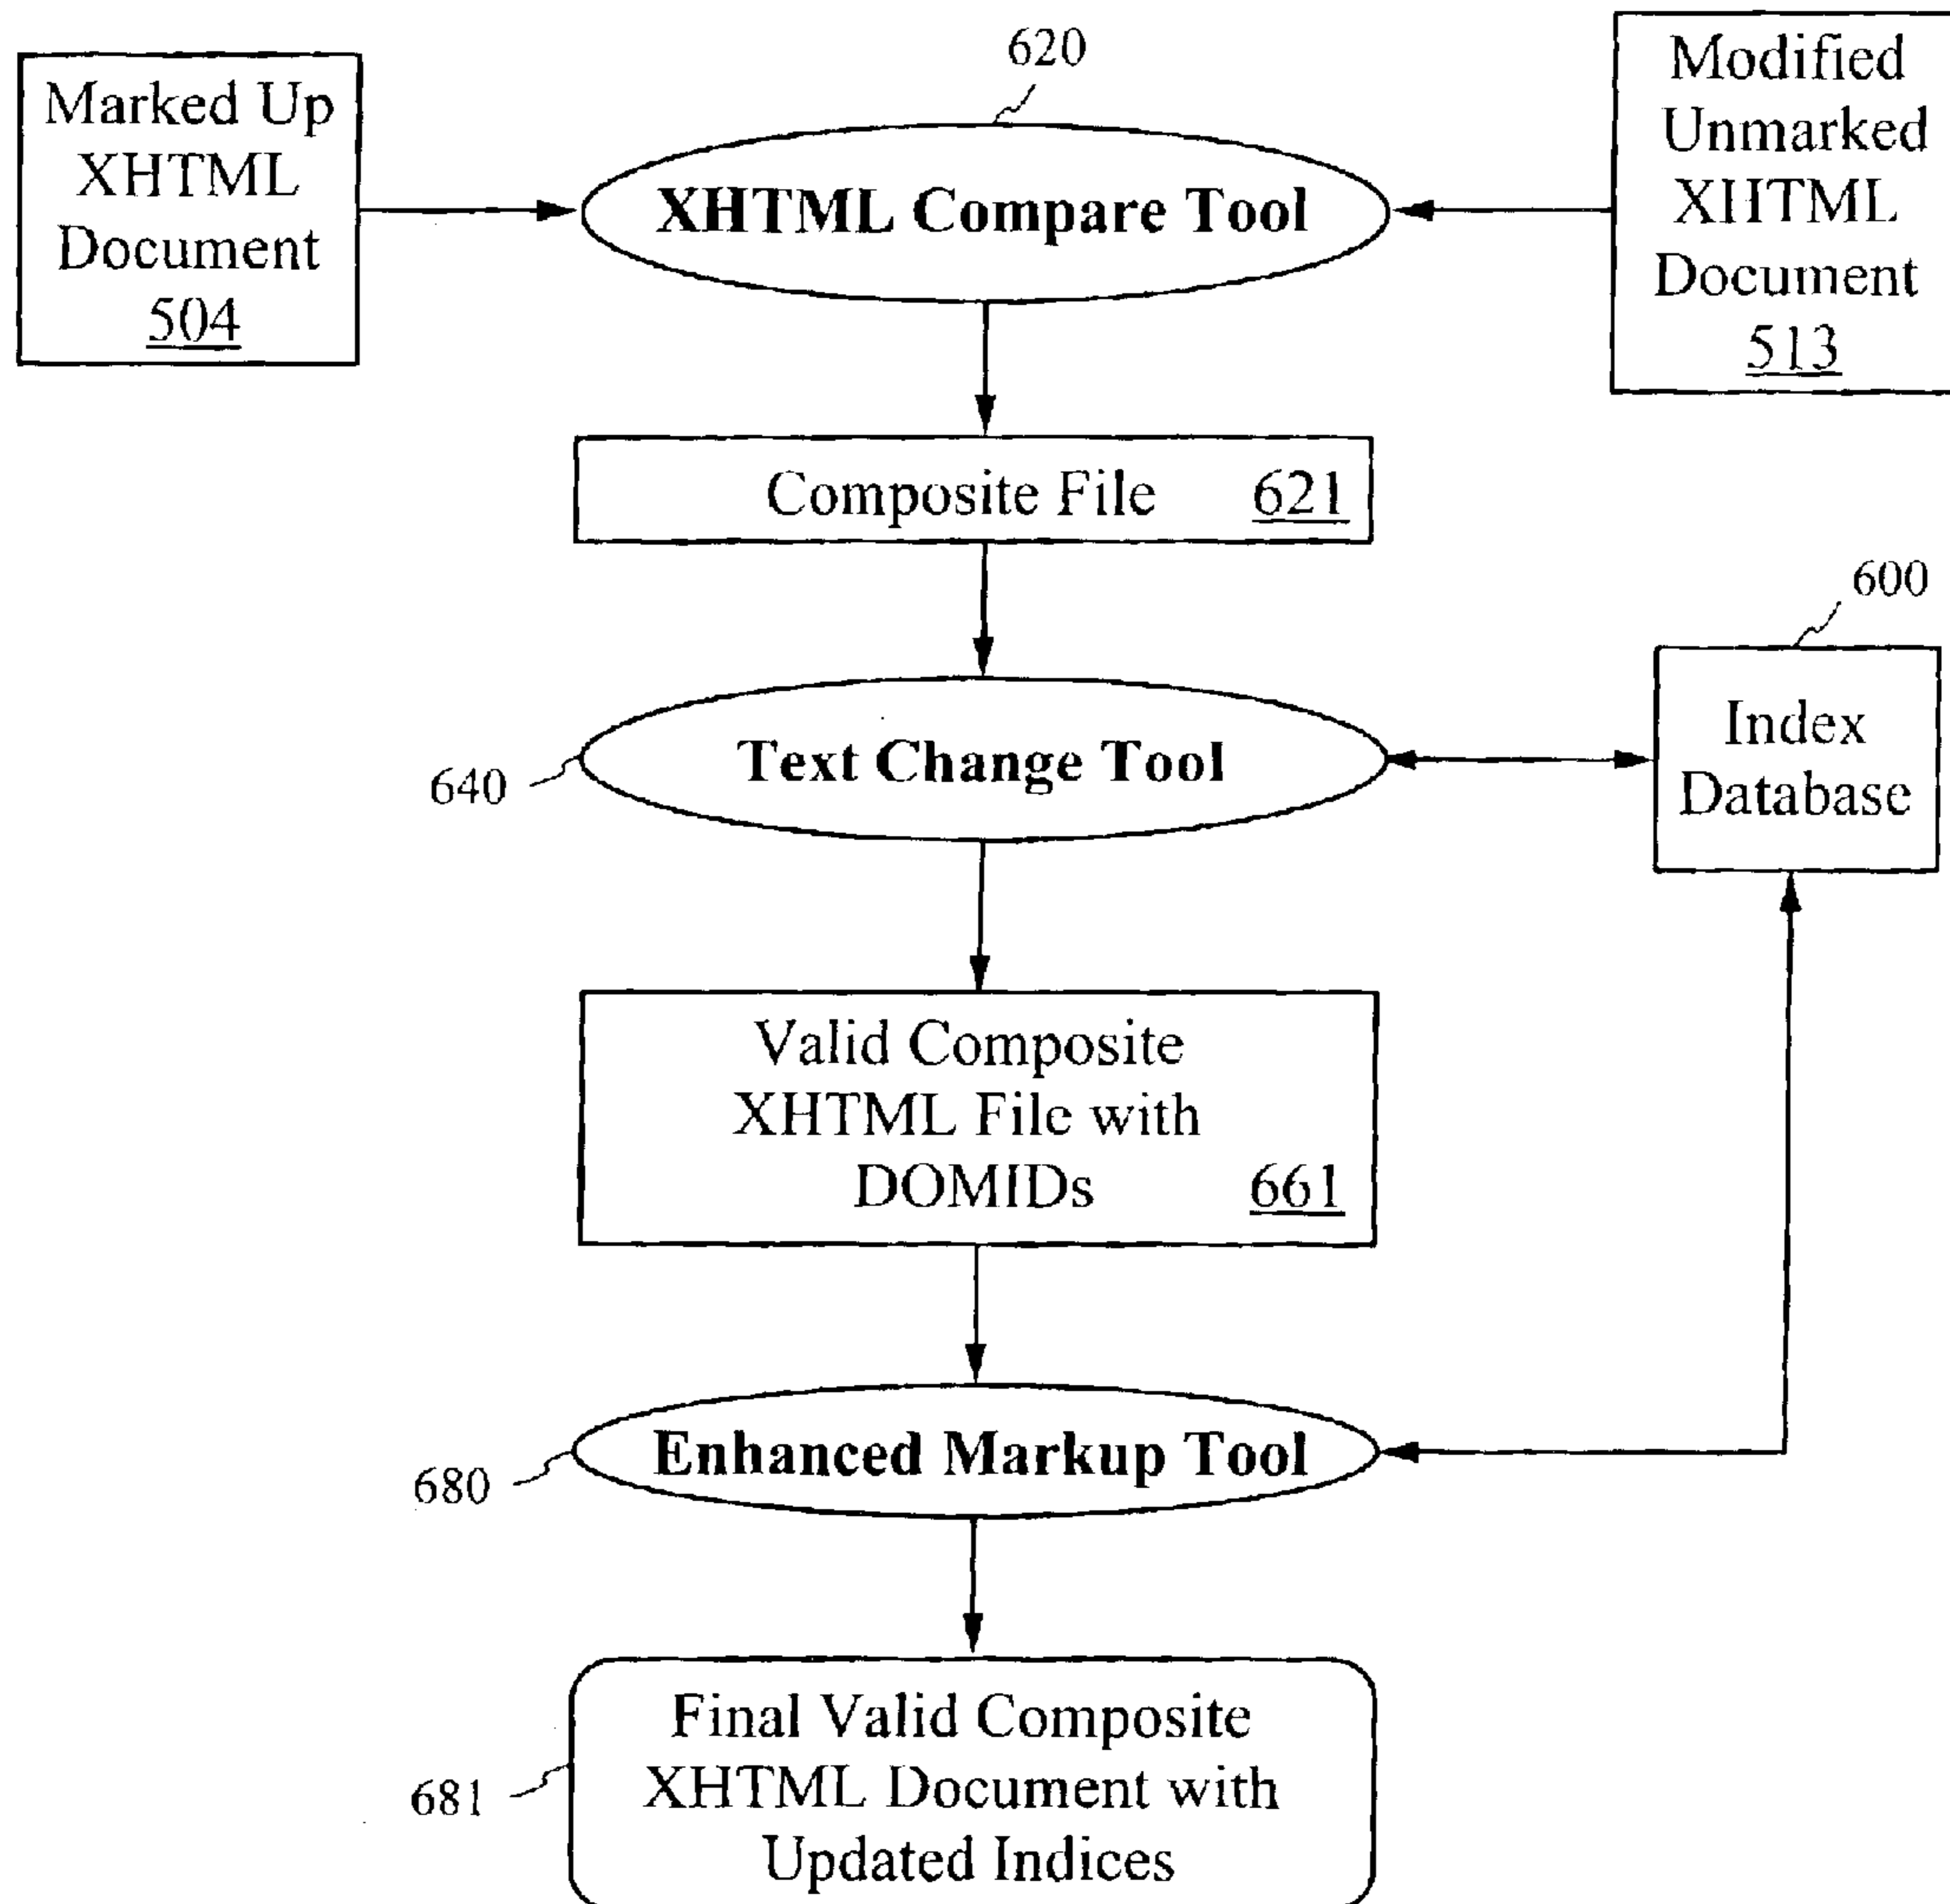 620
Marked Up
XHTML
Document
504
XHTML Compare Tool
Modified
Unmarked
XHTML
Document
513
Composite File 621
600
Index
Database
Text Change Tool
640
Valid Composite
XHTML File with
DOMIDs 661
Enhanced Markup Tool
680
Final Valid Composite
XHTML Document with
Updated Indices
681